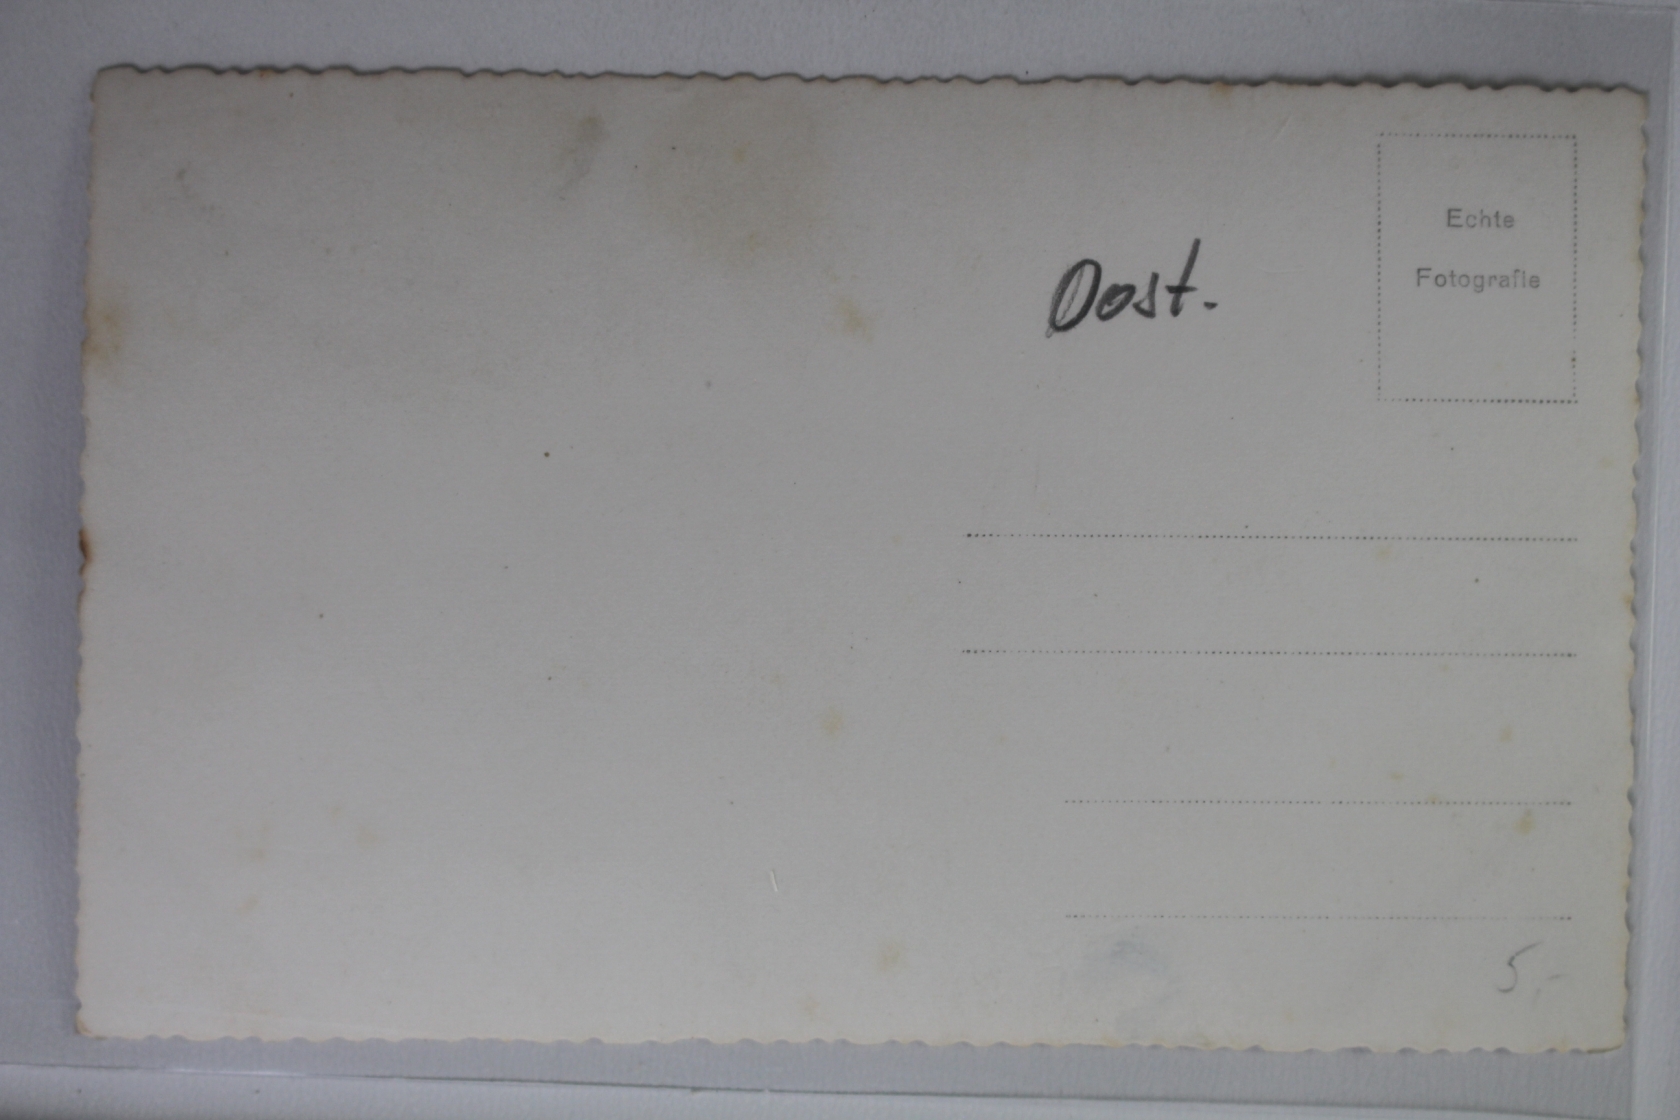 Echte
Fotografie
Oost.
5,-